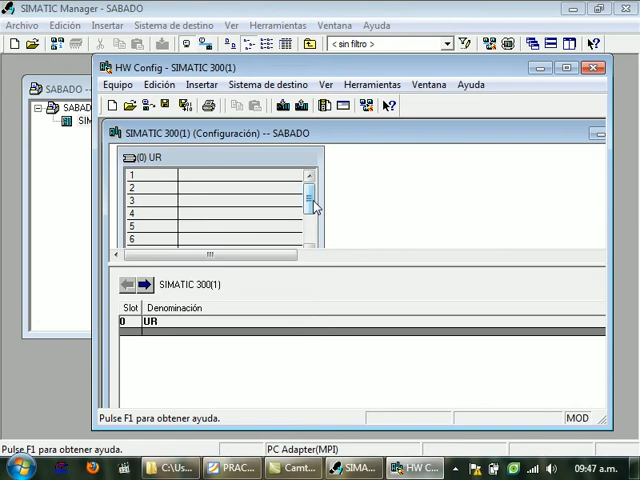 SIMATIC Manager - SABADO
Archivo Edición Insertar Sistema de destino Ver Herramientas Ventana Ayuda
< sin filtro >
HW Config - SIMATIC 300(1)
Equipo Edición Insertar Sistema de destino Ver Herramientas Ventana Ayuda
SABADO
SABADO
SIM
SIMATIC 300(1) (Configuración) -- SABADO
(0) UR
1
2
3
4
5
6
SIMATIC 300(1)
Slot Denominación
0 UR
Pulse F1 para obtener ayuda. MOD
Pulse F1 para obtener ayuda. PC Adapter(MPI)
C:\Us... PRAC... Camt... SIMA... HW C... 09:47 a.m.